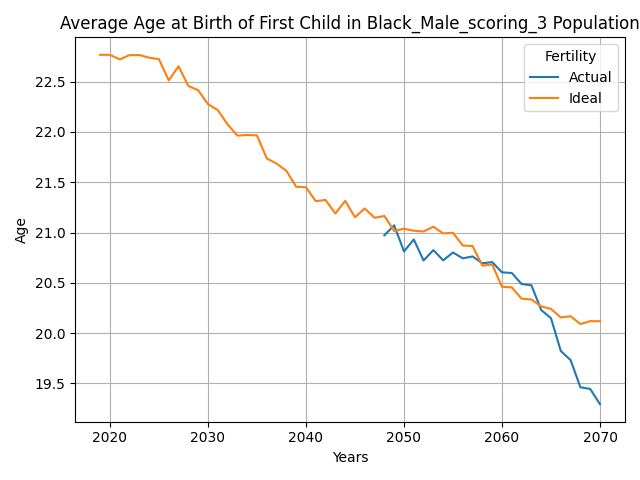 Average Age at Birth of First Child in Black_Male_scoring_3 Population
Fertility
Actual
Ideal
Age
22.5
22.0
21.5
21.0
20.5
20.0
19.5
2020 2030 2040 2050 2060 2070
Years